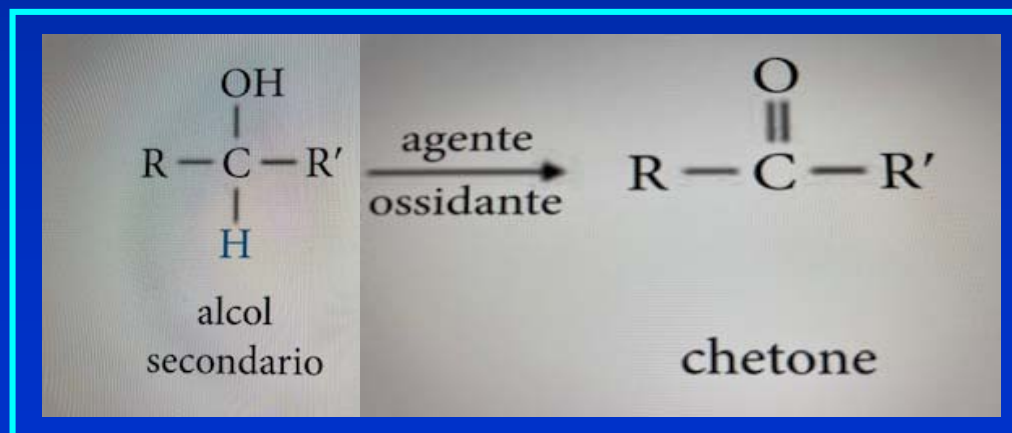 OH
R — C — R′
H
alcol
secondario
agente
ossidante
O
R — C — R′
chetone